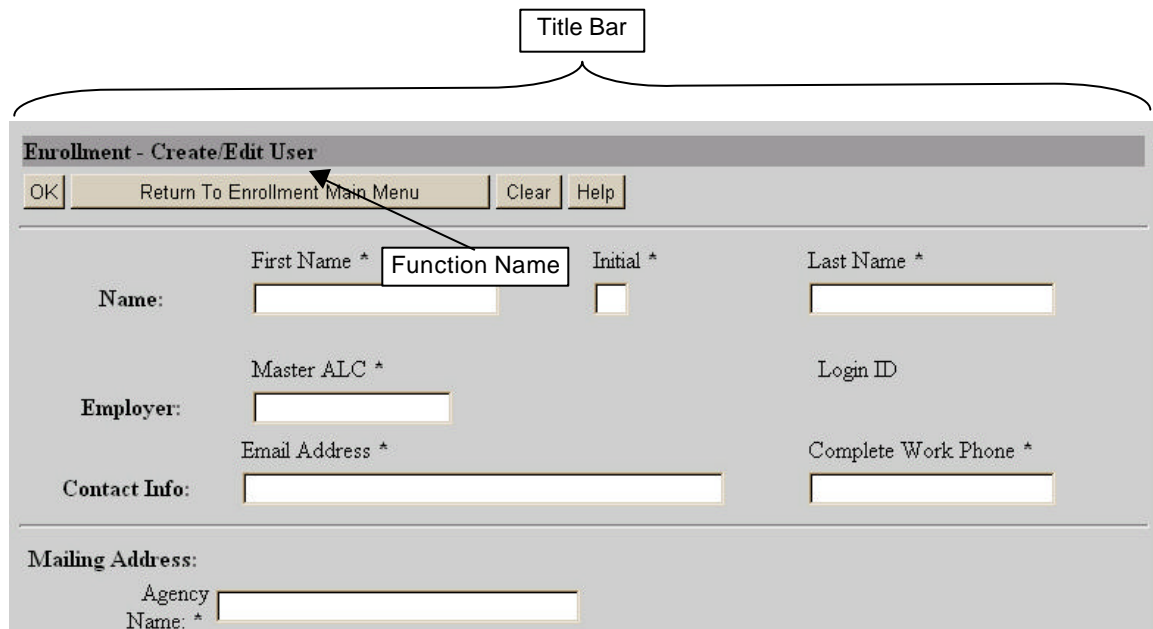 Title Bar
Enrollment - Create/Edit User
OK Return To Enrollment Main Menu Clear Help
Function Name
First Name * Initial * Last Name *
Name:
Master ALC * Login ID
Employer:
Email Address * Complete Work Phone *
Contact Info:
Mailing Address:
Agency
Name: *